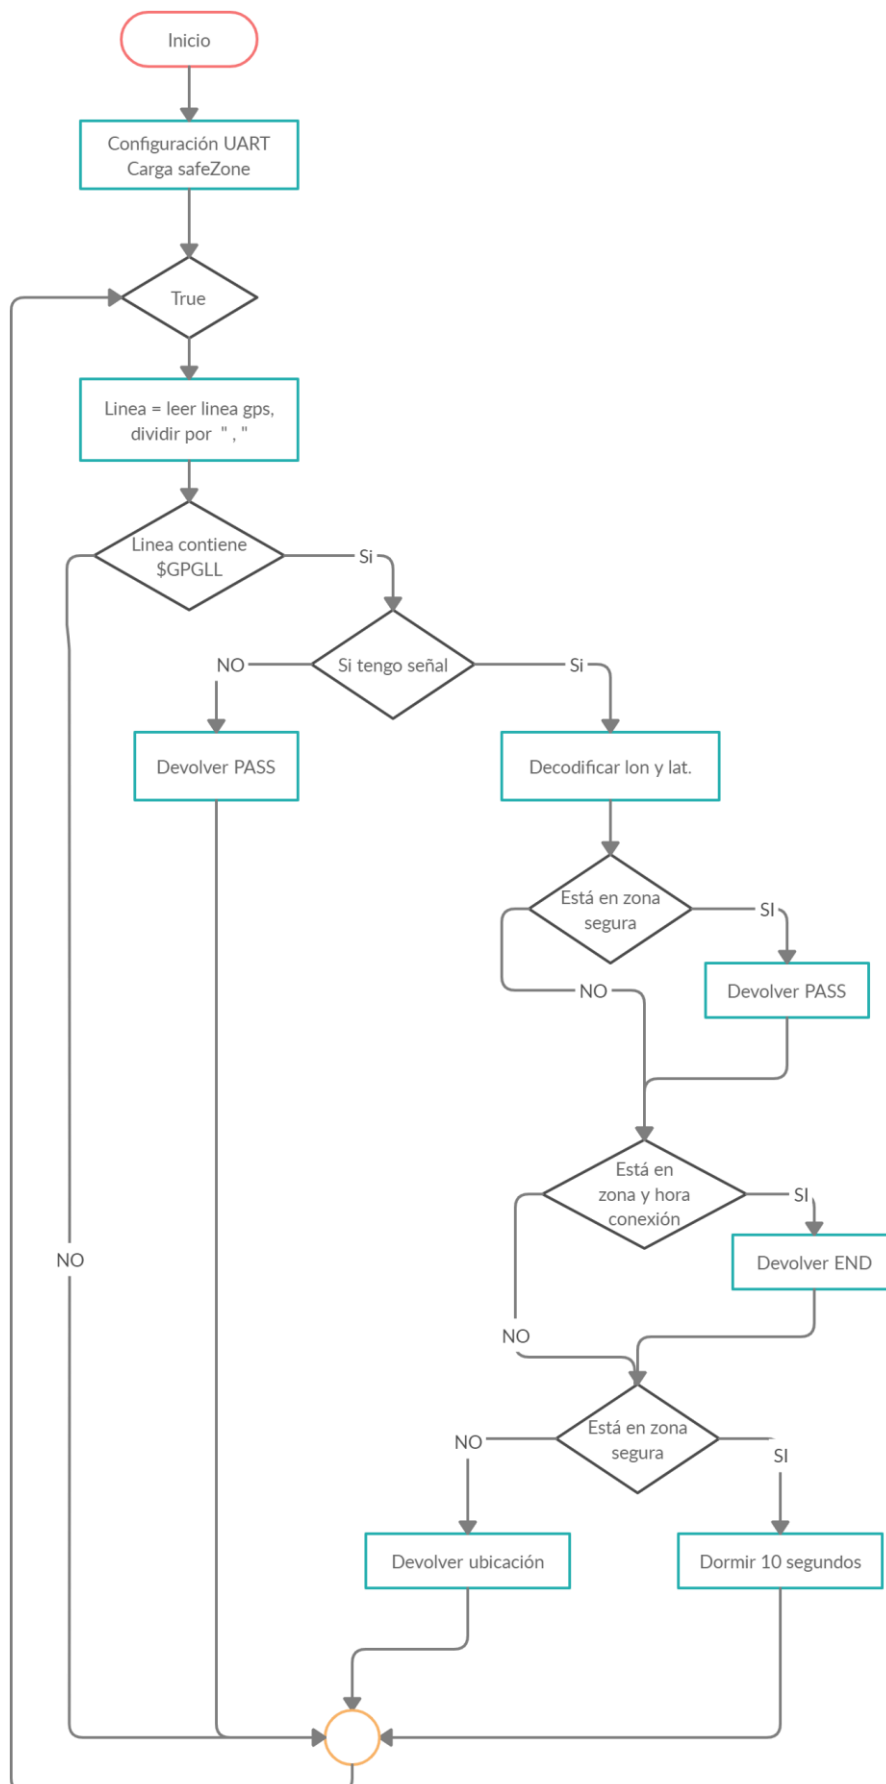 Inicio
Configuración UART
Carga safeZone
True
Linea = leer linea gps,
dividir por " , "
Linea contiene
$GPGLL
Si
Si tengo señal
NO
Si
Devolver PASS
Decodificar lon y lat.
Está en zona
segura
SI
NO
Devolver PASS
Está en
zona y hora
conexión
SI
NO
Devolver END
NO
Está en zona
segura
NO
SI
Devolver ubicación
Dormir 10 segundos